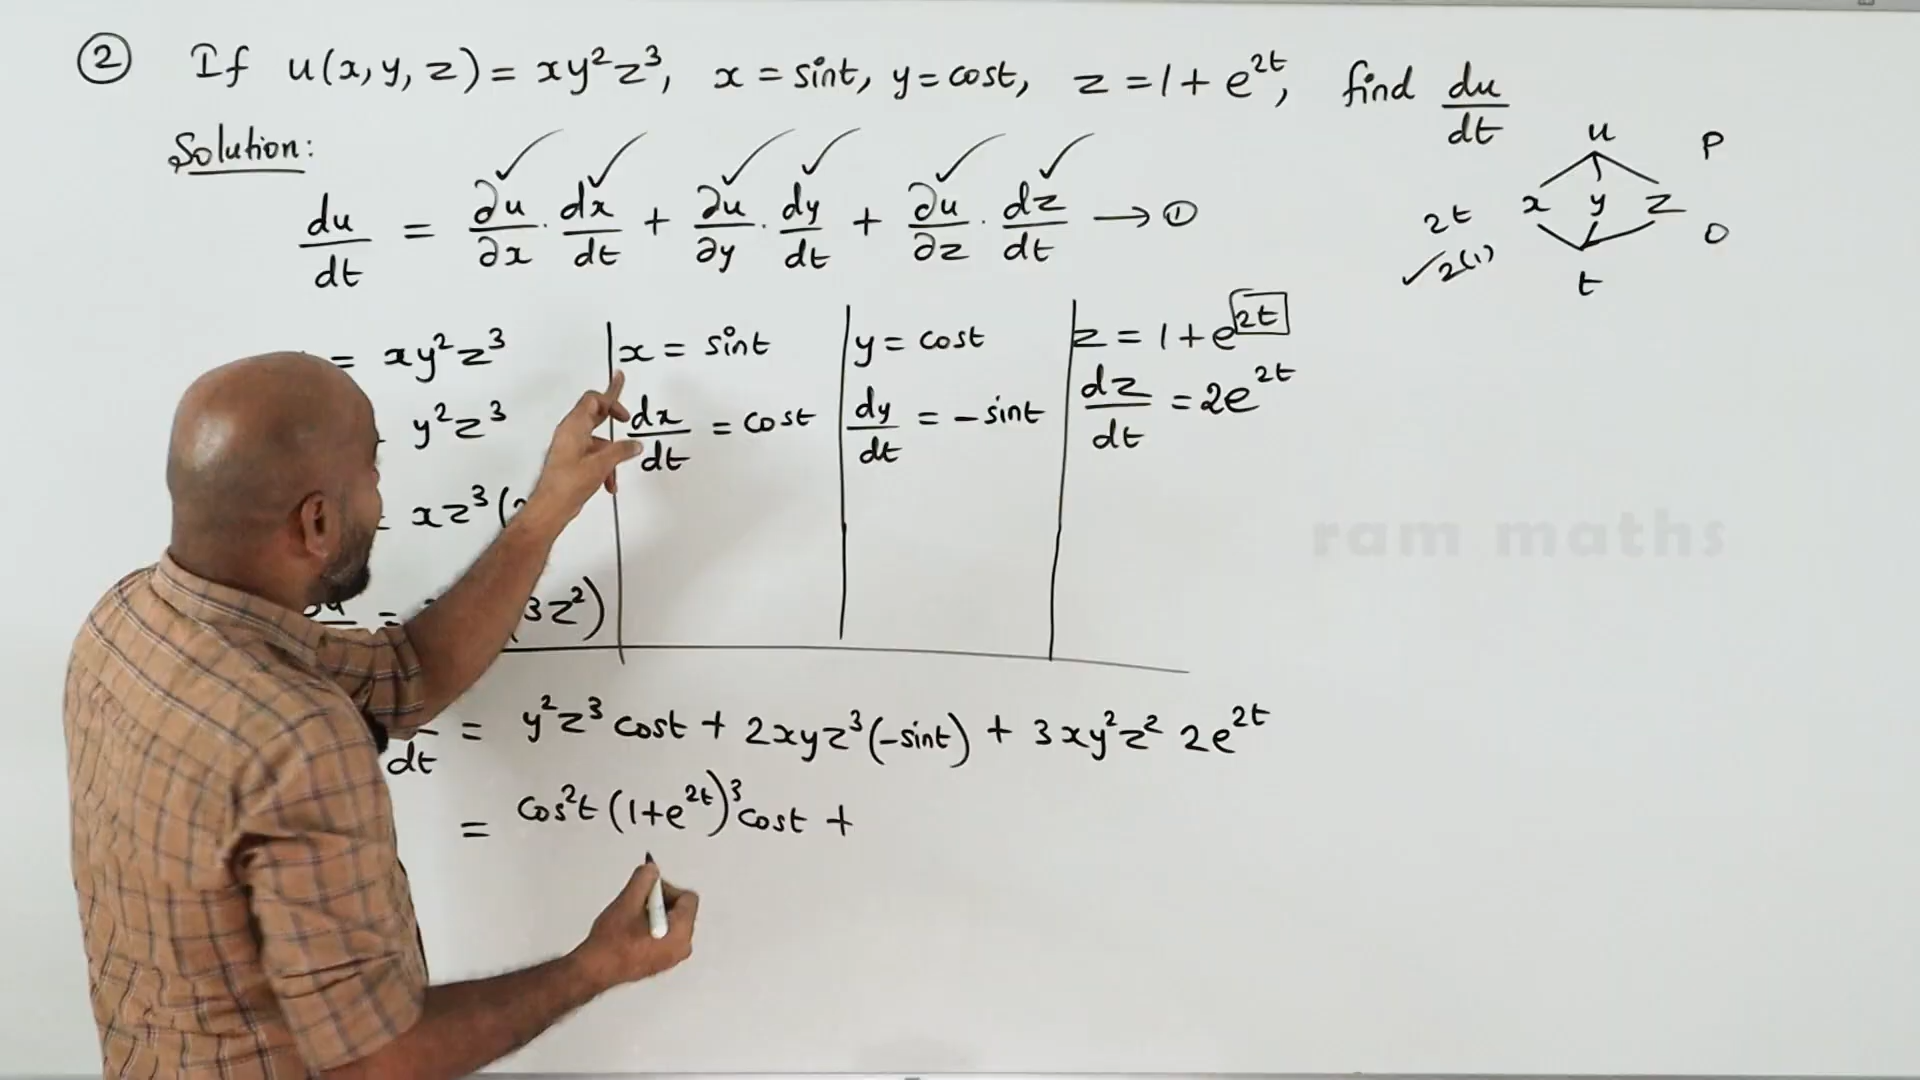 ② If u(x, y, z) = xy²z³, x = sint, y = cost, z = 1 + e^{2t}, find du/dt
Solution:
du/dt = ∂u/∂x · dx/dt + ∂u/∂y · dy/dt + ∂u/∂z · dz/dt → ①
u
x y z
t
P
O
2t
✓2(1)
= xy²z³
y²z³
xz³(2
= (3z²)
x = sint
dx/dt = cost
y = cost
dy/dt = -sint
z = 1 + e^{2t}
dz/dt = 2e^{2t}
dt = y²z³ cost + 2xyz³(-sint) + 3xy²z² 2e^{2t}
= cos²t (1+e^{2t})³ cost +
ram maths